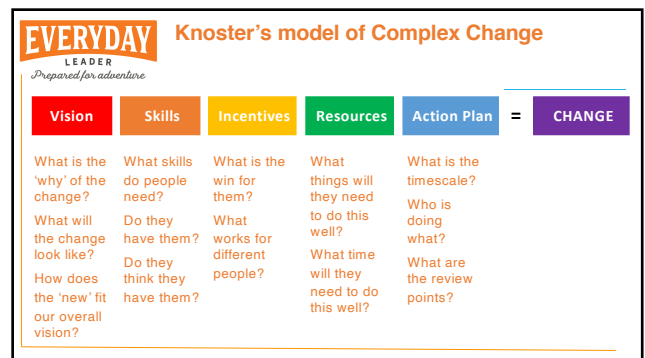 EVERYDAY
LEADER
Prepared for adventure
Knoster’s model of Complex Change
Vision
Skills
Incentives
Resources
Action Plan
=
CHANGE
What is the
‘why’ of the
change?
What will
the change
look like?
How does
the ‘new’ fit
our overall
vision?
What skills
do people
need?
Do they
have them?
Do they
think they
have them?
What is the
win for
them?
What
works for
different
people?
What
things will
they need
to do this
well?
What time
will they
need to do
this well?
What is the
timescale?
Who is
doing
what?
What are
the review
points?